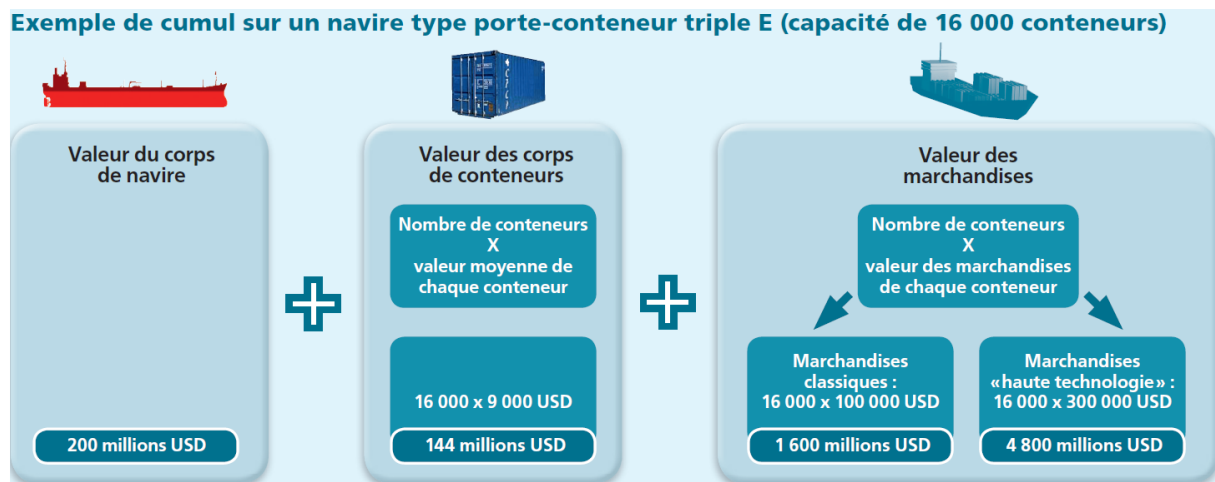 Exemple de cumul sur un navire type porte-conteneur triple E (capacité de 16 000 conteneurs)
Valeur du corps
de navire
200 millions USD
Valeur des corps
de conteneurs
Nombre de conteneurs
X
valeur moyenne de
chaque conteneur
16 000 x 9 000 USD
144 millions USD
Valeur des
marchandises
Nombre de conteneurs
X
valeur des marchandises
de chaque conteneur
Marchandises
classiques :
16 000 x 100 000 USD
1 600 millions USD
Marchandises
«haute technologie» :
16 000 x 300 000 USD
4 800 millions USD